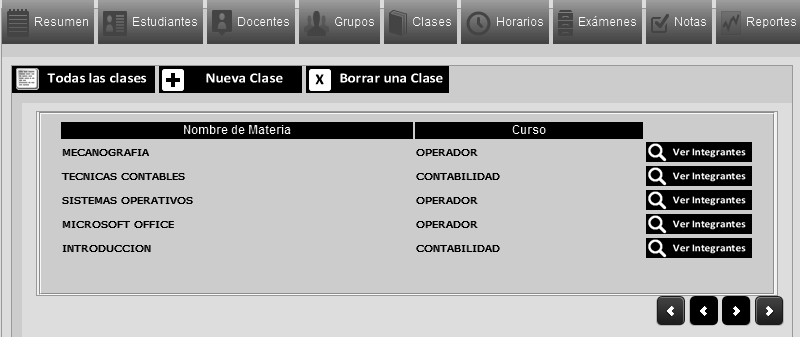 Resumen Estudiantes Docentes Grupos Clases Horarios Exámenes Notas Reportes
Todas las clases Nueva Clase X Borrar una Clase
Nombre de Materia Curso
MECANOGRAFIA OPERADOR Ver Integrantes
TECNICAS CONTABLES CONTABILIDAD Ver Integrantes
SISTEMAS OPERATIVOS OPERADOR Ver Integrantes
MICROSOFT OFFICE OPERADOR Ver Integrantes
INTRODUCCION CONTABILIDAD Ver Integrantes